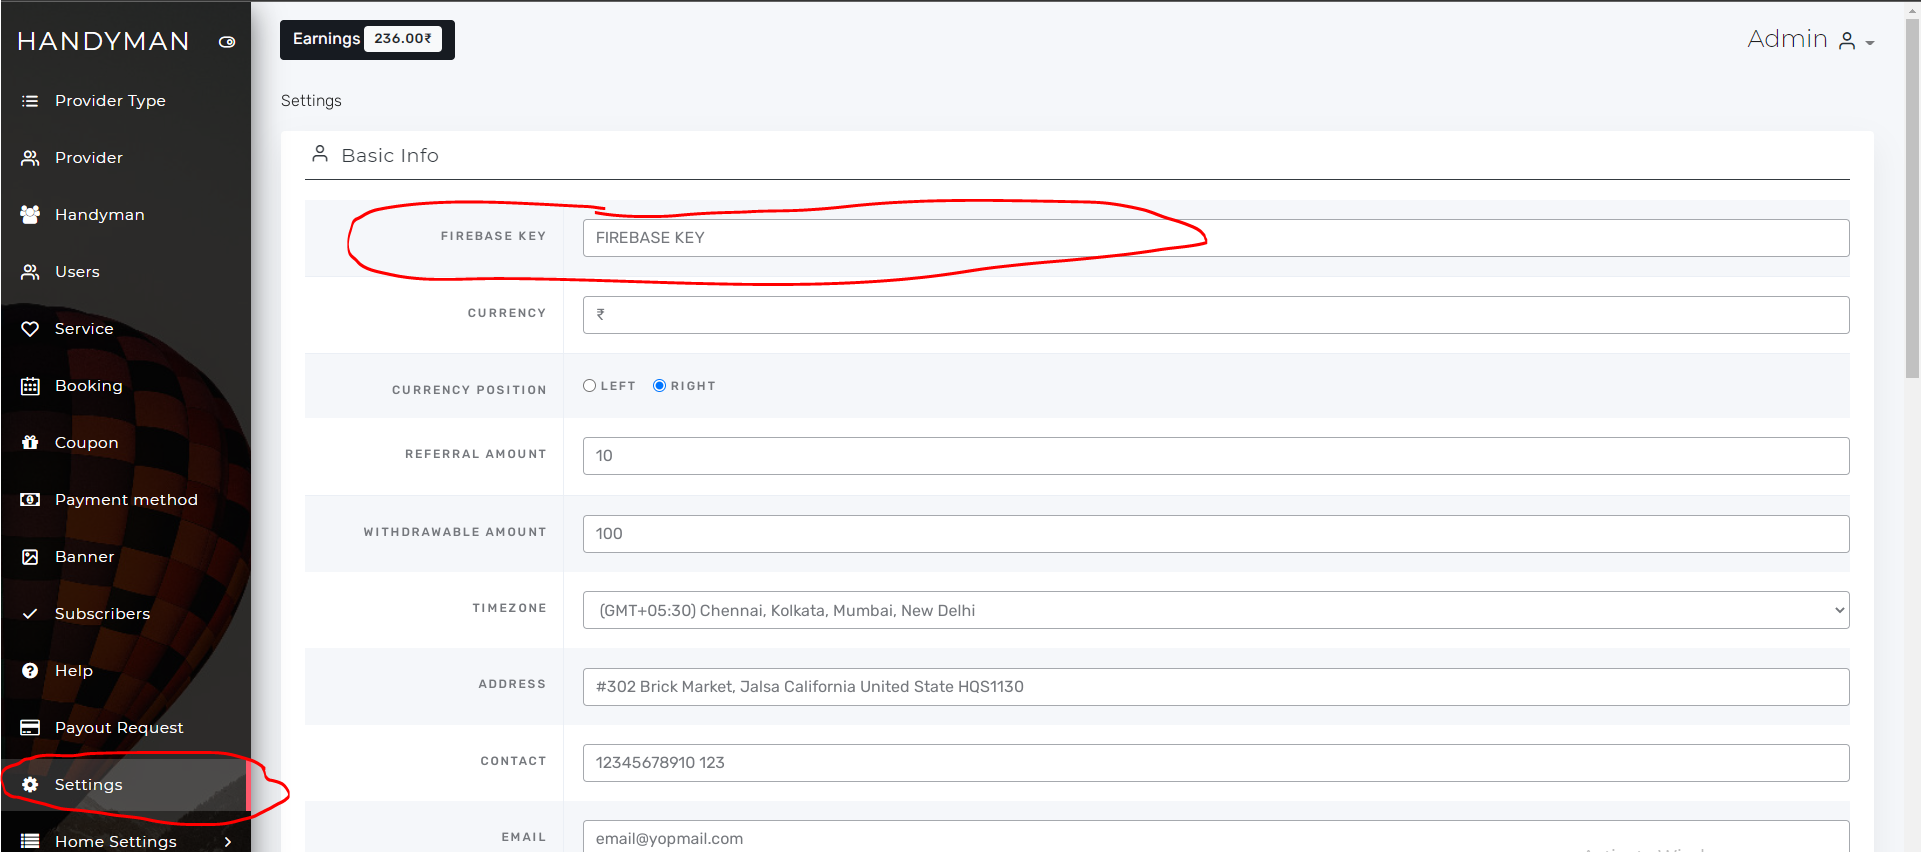 HANDYMAN
Provider Type
Provider
Handyman
Users
Service
Booking
Coupon
Payment method
Banner
Subscribers
Help
Payout Request
Settings
Home Settings
Earnings 236.00₹
Admin
Settings
Basic Info
FIREBASE KEY FIREBASE KEY
CURRENCY ₹
CURRENCY POSITION LEFT RIGHT
REFERRAL AMOUNT 10
WITHDRAWABLE AMOUNT 100
TIMEZONE (GMT+05:30) Chennai, Kolkata, Mumbai, New Delhi
ADDRESS #302 Brick Market, Jalsa California United State HQS1130
CONTACT 12345678910 123
EMAIL email@yopmail.com